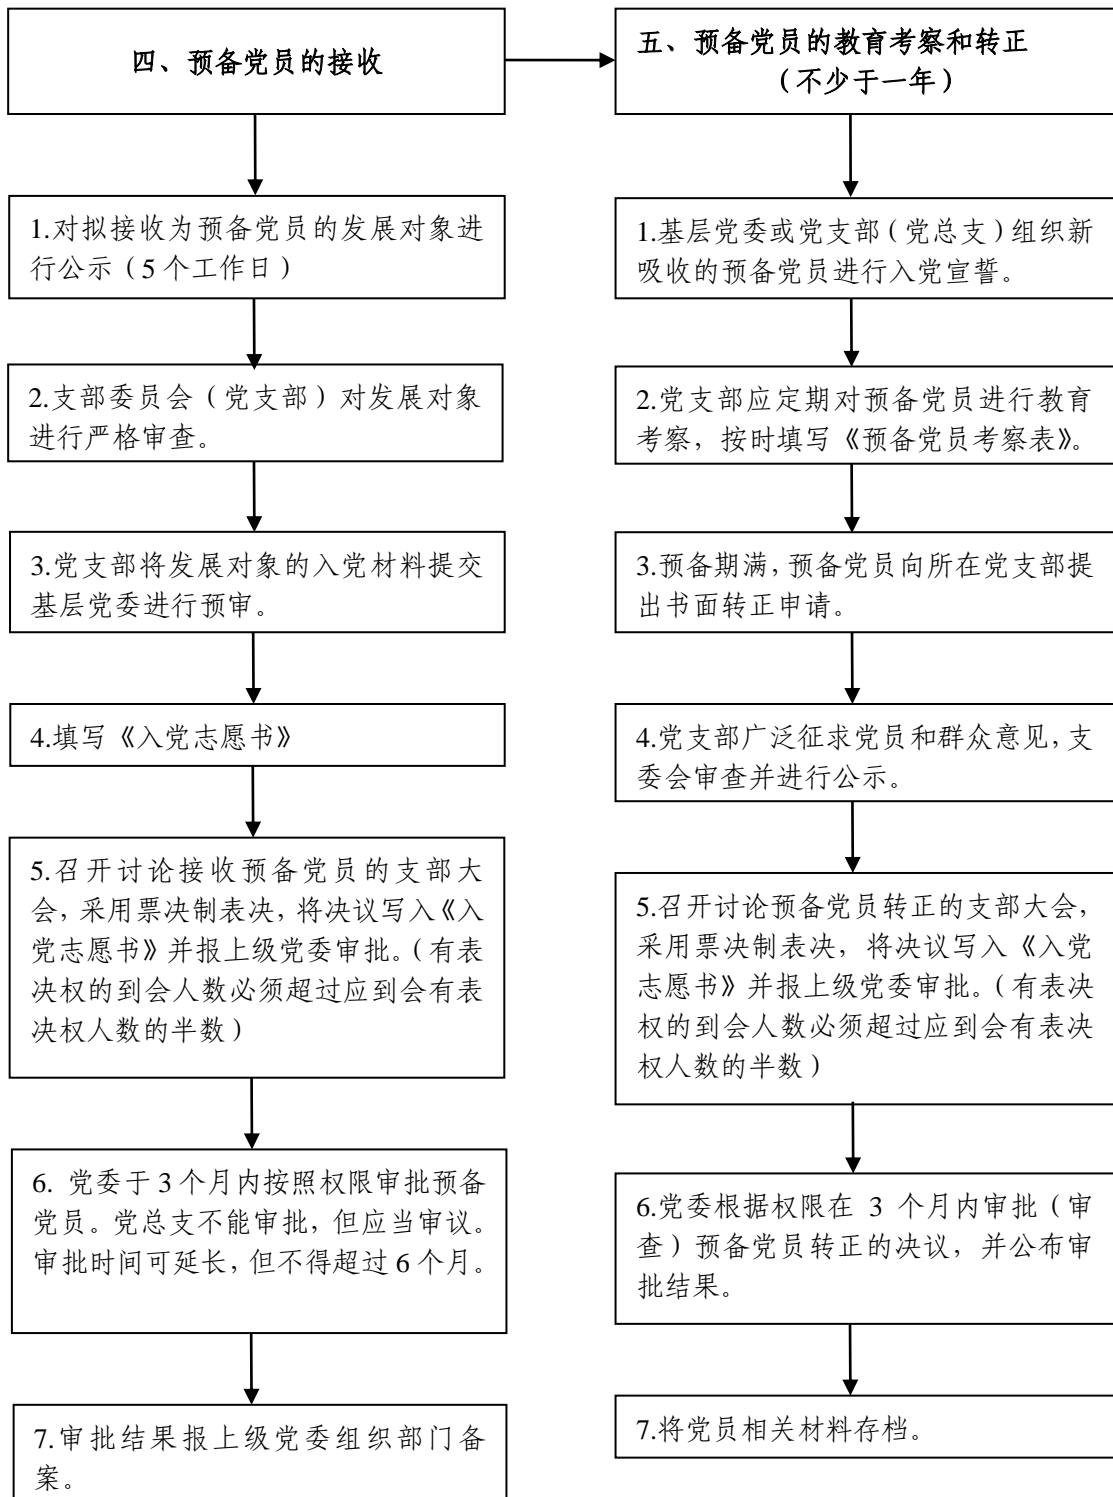 四、预备党员的接收
1.对拟接收为预备党员的发展对象进
行公示（5个工作日）
2.支部委员会（党支部）对发展对象
进行严格审查。
3.党支部将发展对象的入党材料提交
基层党委进行预审。
4.填写《入党志愿书》
5.召开讨论接收预备党员的支部大
会，采用票决制表决，将决议写入《入
党志愿书》并报上级党委审批。（有表
决权的到会人数必须超过应到会有表
决权人数的半数）
6. 党委于3个月内按照权限审批预备
党员。党总支不能审批，但应当审议。
审批时间可延长，但不得超过6个月。
7.审批结果报上级党委组织部门备
案。
五、预备党员的教育考察和转正
（不少于一年）
1.基层党委或党支部（党总支）组织新
吸收的预备党员进行入党宣誓。
2.党支部应定期对预备党员进行教育
考察，按时填写《预备党员考察表》。
3.预备期满，预备党员向所在党支部提
出书面转正申请。
4.党支部广泛征求党员和群众意见，支
委会审查并进行公示。
5.召开讨论预备党员转正的支部大会，
采用票决制表决，将决议写入《入党
志愿书》并报上级党委审批。（有表决
权的到会人数必须超过应到会有表决
权人数的半数）
6.党委根据权限在 3 个月内审批（审
查）预备党员转正的决议，并公布审
批结果。
7.将党员相关材料存档。